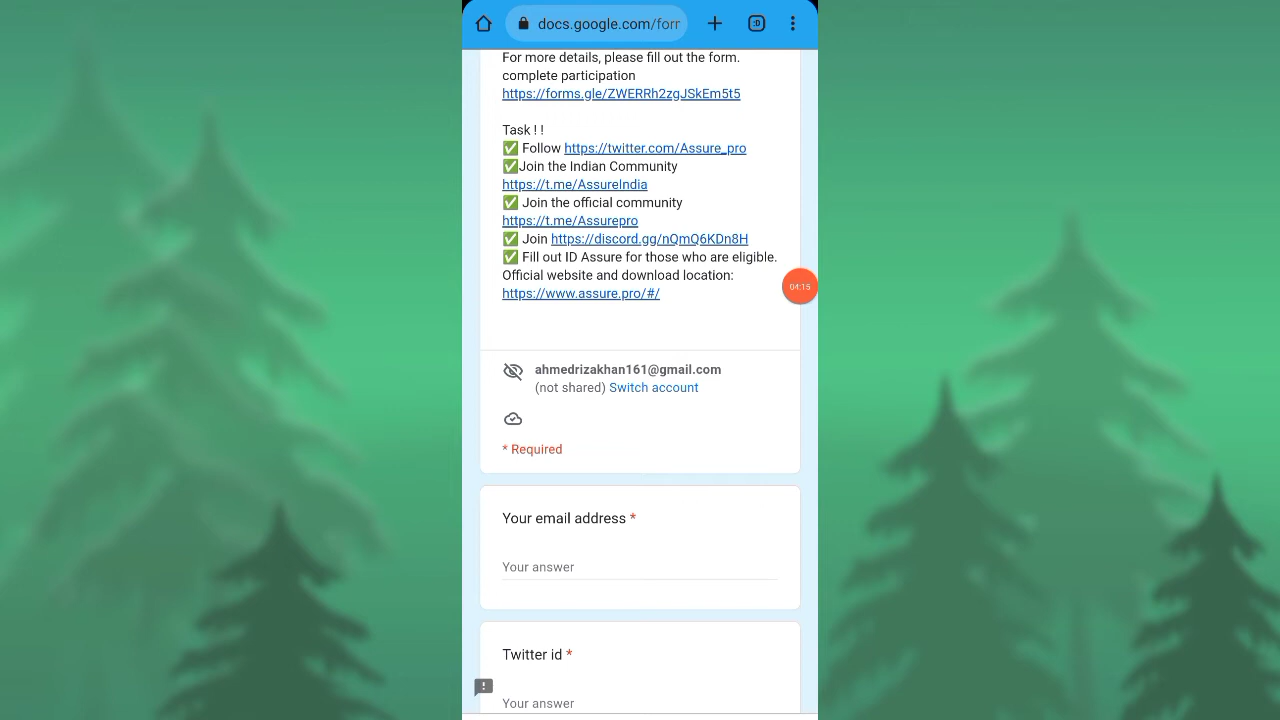 docs.google.com/forr
:D
For more details, please fill out the form.
complete participation
https://forms.gle/ZWERRh2zgJSkEm5t5
Task ! !
✅ Follow https://twitter.com/Assure_pro
✅Join the Indian Community
https://t.me/AssureIndia
✅ Join the official community
https://t.me/Assurepro
✅ Join https://discord.gg/nQmQ6KDn8H
✅ Fill out ID Assure for those who are eligible.
Official website and download location:
https://www.assure.pro/#/
04:15
ahmedrizakhan161@gmail.com
(not shared) Switch account
* Required
Your email address *
Your answer
Twitter id *
Your answer